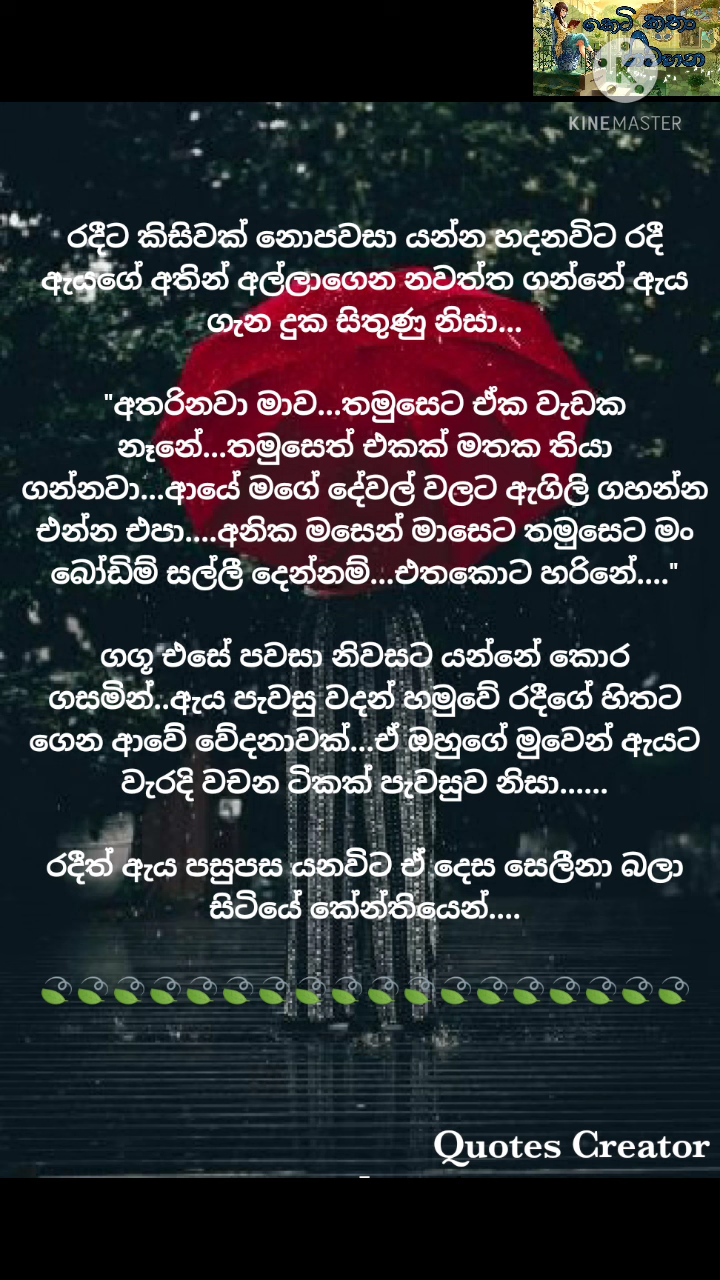 කෙටි කතා
KINEMASTER
රදීට කිසිවක් නොපවසා යන්න හදනවිට රදී
ඇයගේ අතින් අල්ලාගෙන නවත්ත ගන්නේ ඇය
ගැන දුක සිතුණු නිසා...
"අතරිනවා මාව...තමුසෙට ඒක වැඩක
නෑනේ...තමුසෙත් එකක් මතක තියා
ගන්නවා...ආයේ මගේ දේවල් වලට ඇගිලි ගහන්න
එන්න එපා....අනික මසෙන් මාසෙට තමුසෙට මං
බෝඩිම් සල්ලී දෙන්නම්...එතකොට හරිනේ...."
ගගූ එසේ පවසා නිවසට යන්නේ කොර
ගසමින්..ඇය පැවසු වදන් හමුවේ රදීගේ හිතට
ගෙන ආවේ වේදනාවක්...ඒ ඔහුගේ මුවෙන් ඇයට
වැරදි වචන ටිකක් පැවසුව නිසා......
රදීත් ඇය පසුපස යනවිට ඒ දෙස සෙලීනා බලා
සිටියේ කේන්තියෙන්....
Quotes Creator